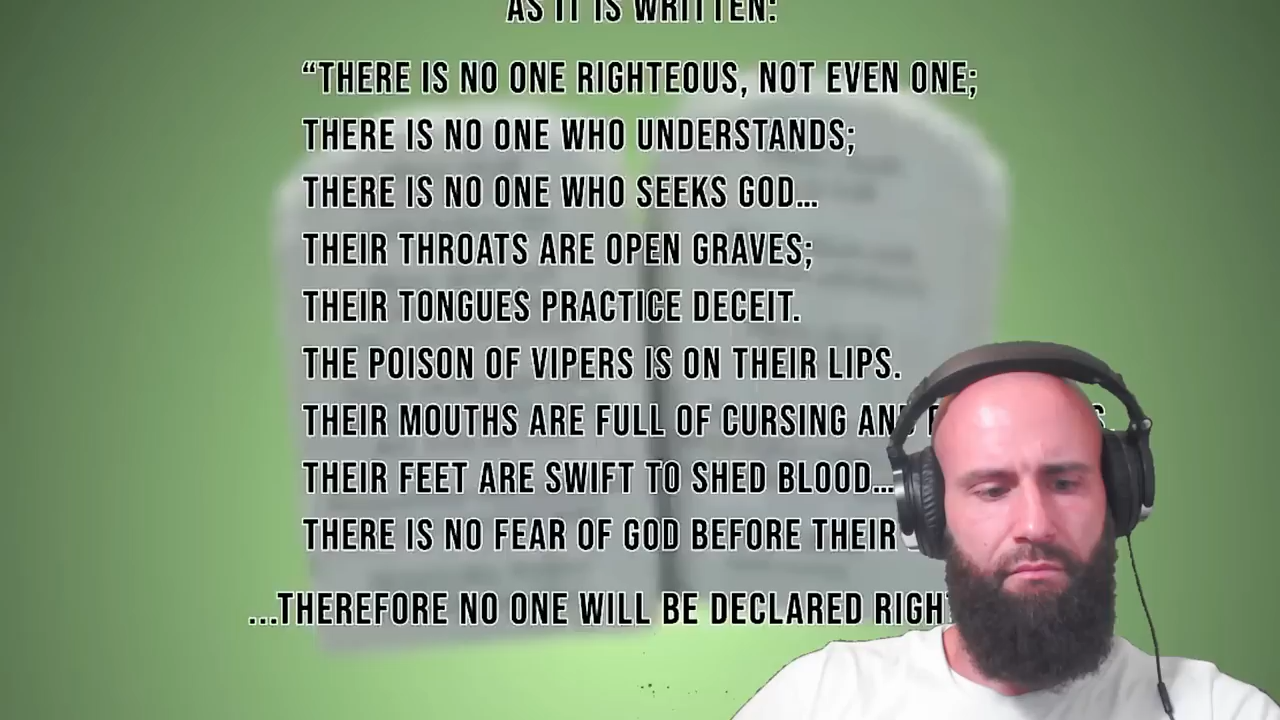 AS IT IS WRITTEN:
“THERE IS NO ONE RIGHTEOUS, NOT EVEN ONE;
THERE IS NO ONE WHO UNDERSTANDS;
THERE IS NO ONE WHO SEEKS GOD...
THEIR THROATS ARE OPEN GRAVES;
THEIR TONGUES PRACTICE DECEIT.
THE POISON OF VIPERS IS ON THEIR LIPS.
THEIR MOUTHS ARE FULL OF CURSING AND
THEIR FEET ARE SWIFT TO SHED BLOOD...
THERE IS NO FEAR OF GOD BEFORE THEIR
...THEREFORE NO ONE WILL BE DECLARED